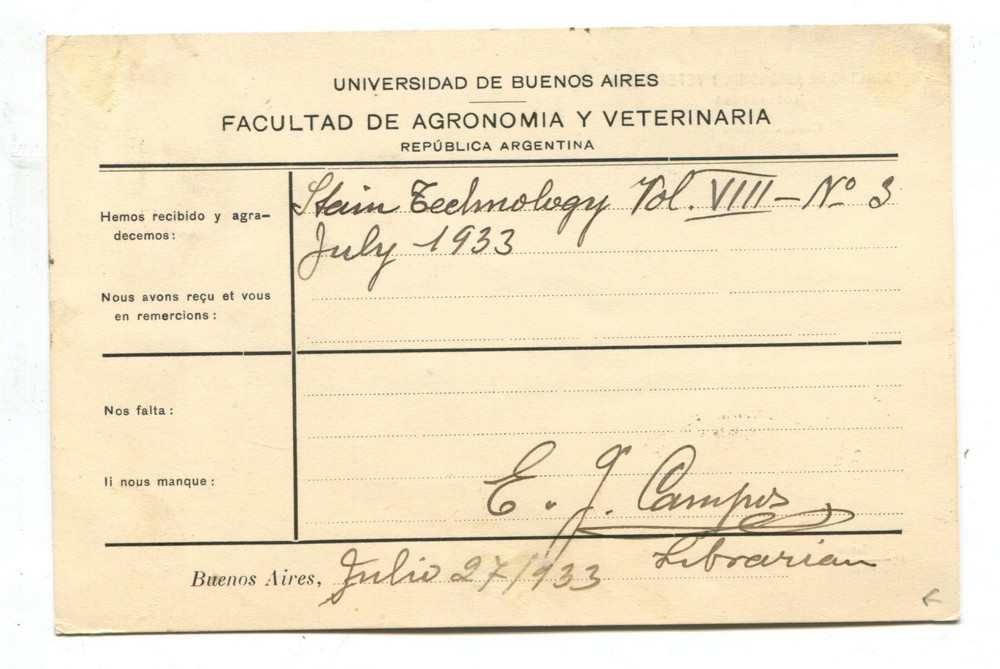 UNIVERSIDAD DE BUENOS AIRES
FACULTAD DE AGRONOMIA Y VETERINARIA
REPÚBLICA ARGENTINA
Hemos recibido y agra-
decemos:
Stain Technology Vol. VIII - Nº 3
July 1933
Nous avons reçu et vous
en remercions:
Nos falta:
Ii nous manque:
E. J. Campos
Librarian
Buenos Aires, Julio 27/933